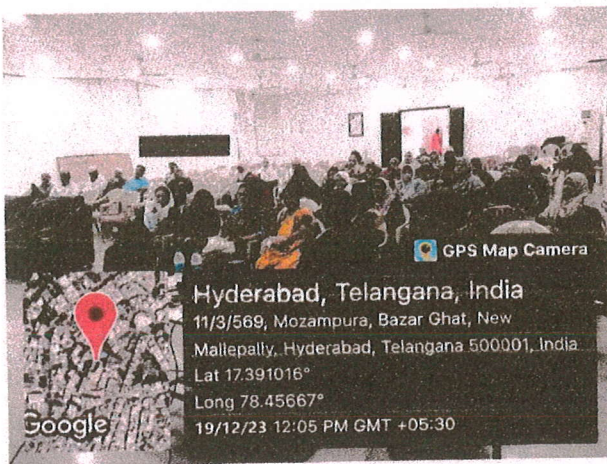 GPS Map Camera
Hyderabad, Telangana, India
11/3/569, Mozampura, Bazar Ghat, New
Mallepally, Hyderabad, Telangana 500001, India
Lat 17.391016°
Long 78.45667°
19/12/23 12:05 PM GMT +05:30
Google